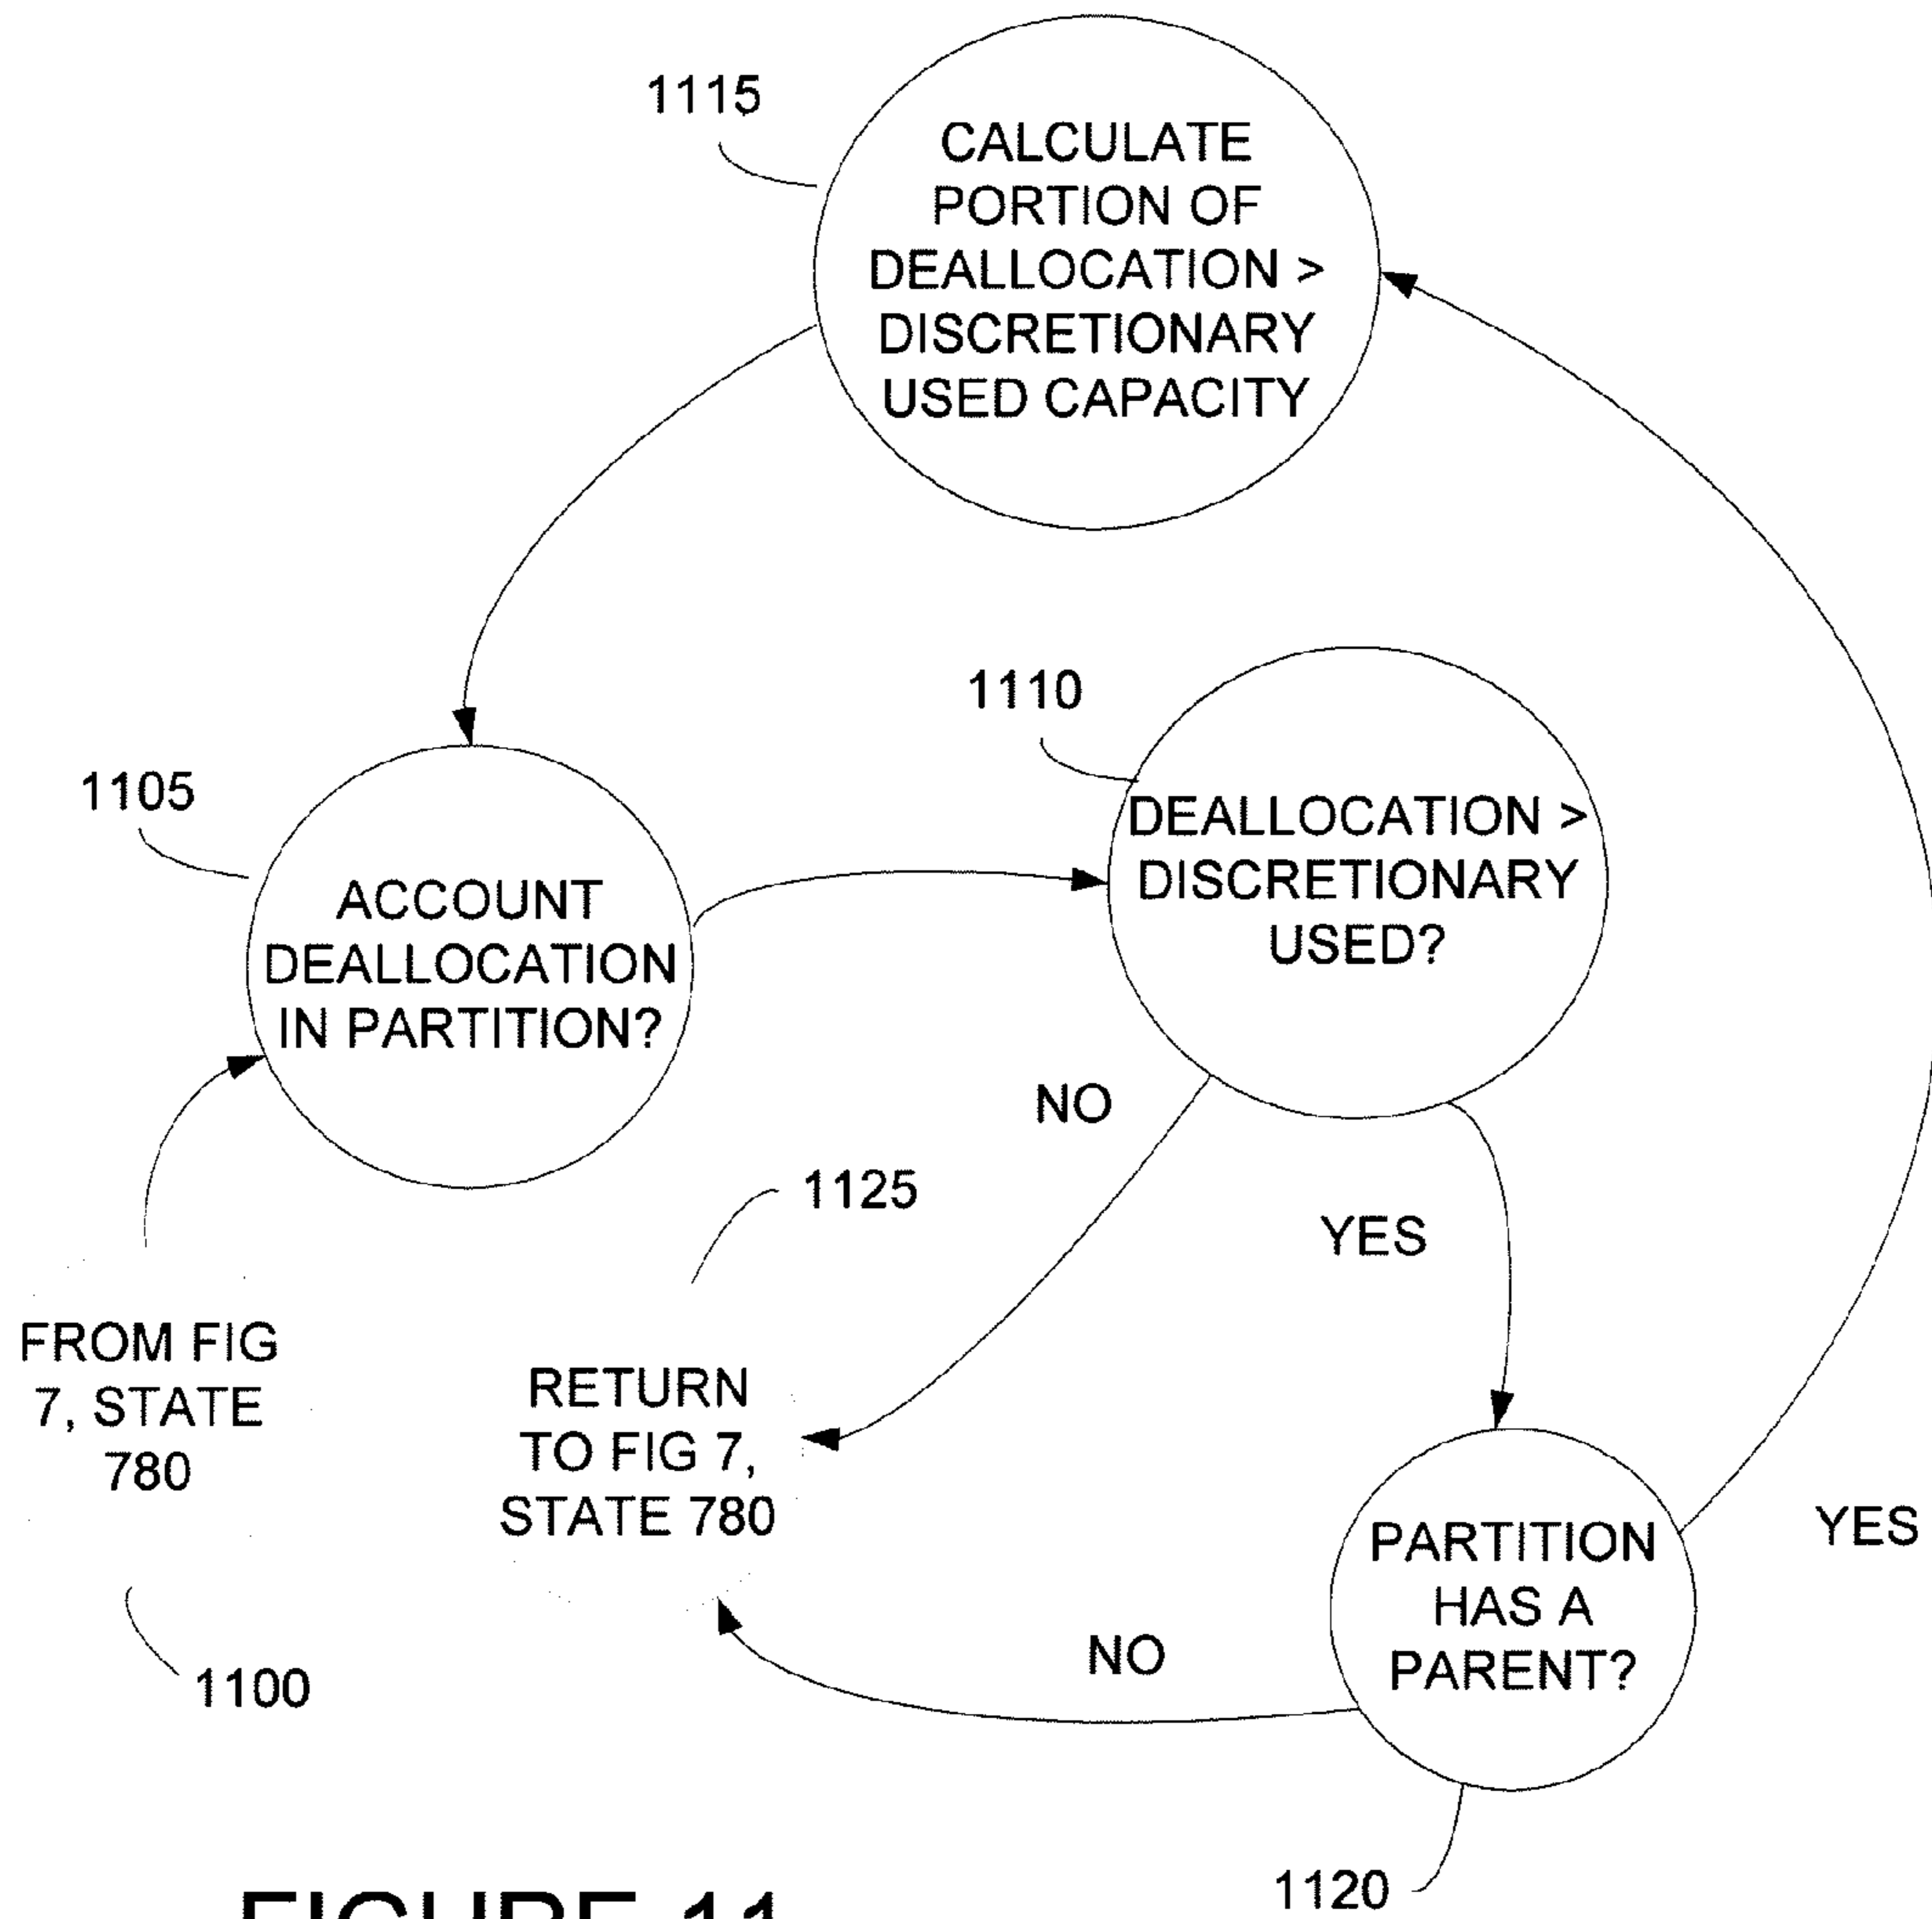 1115
CALCULATE
PORTION OF
DEALLOCATION >
DISCRETIONARY
USED CAPACITY
1110
DEALLOCATION >
DISCRETIONARY
USED?
1105
ACCOUNT
DEALLOCATION
IN PARTITION?
NO
1125
YES
FROM FIG
7, STATE
780
RETURN
TO FIG 7,
STATE 780
PARTITION
HAS A
PARENT?
YES
NO
1100
1120
FIGURE 11